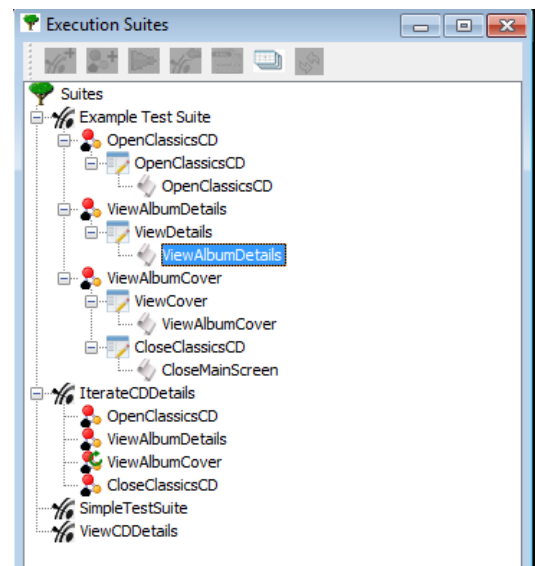 Execution Suites
Suites
Example Test Suite
OpenClassicsCD
OpenClassicsCD
OpenClassicsCD
ViewAlbumDetails
ViewDetails
ViewAlbumDetails
ViewAlbumCover
ViewCover
ViewAlbumCover
CloseClassicsCD
CloseMainScreen
IterateCDDetails
OpenClassicsCD
ViewAlbumDetails
ViewAlbumCover
CloseClassicsCD
SimpleTestSuite
ViewCDDetails